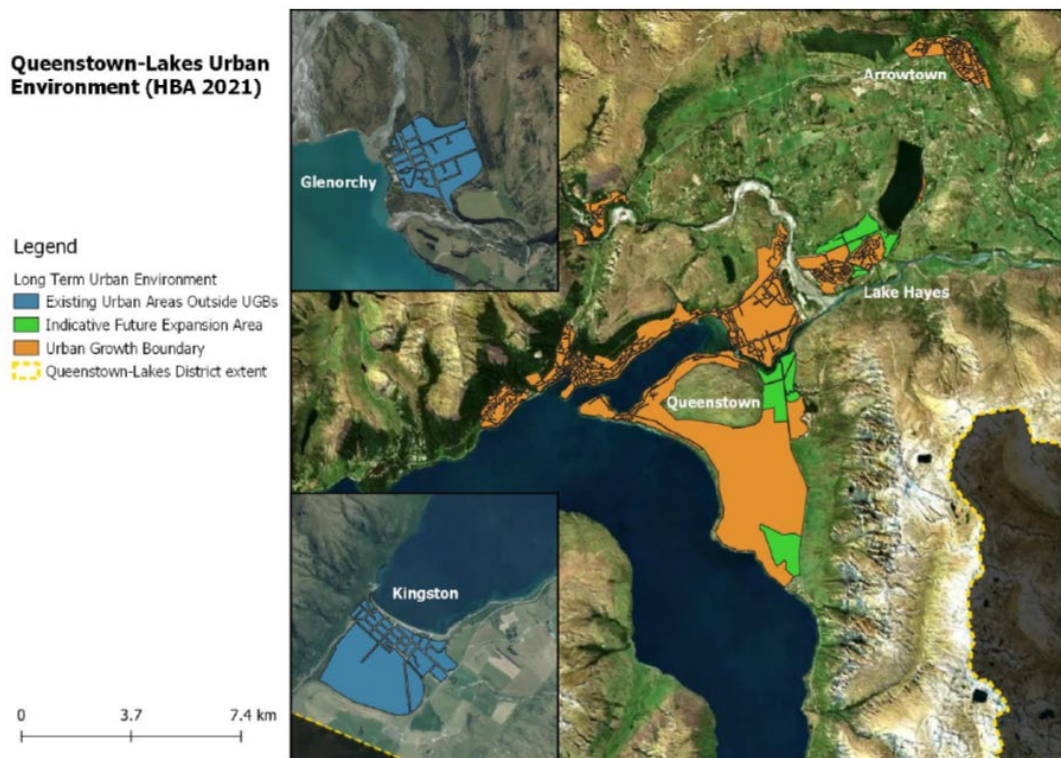 Queenstown-Lakes Urban
Environment (HBA 2021)
Glenorchy
Arrowtown
Legend
Long Term Urban Environment
Existing Urban Areas Outside UGBs
Indicative Future Expansion Area
Urban Growth Boundary
Queenstown-Lakes District extent
Lake Hayes
Queenstown
Kingston
0 3.7 7.4 km